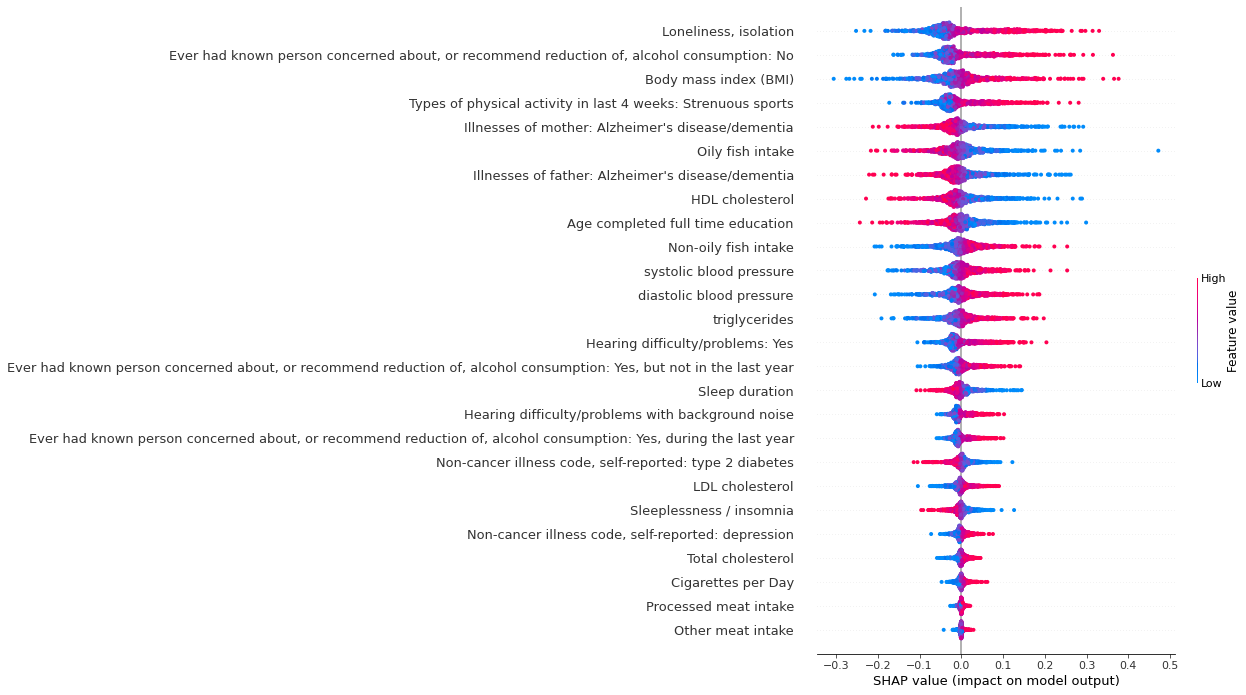 Loneliness, isolation
Ever had known person concerned about, or recommend reduction of, alcohol consumption: No
Body mass index (BMI)
Types of physical activity in last 4 weeks: Strenuous sports
Illnesses of mother: Alzheimer's disease/dementia
Oily fish intake
Illnesses of father: Alzheimer's disease/dementia
HDL cholesterol
Age completed full time education
Non-oily fish intake
systolic blood pressure
diastolic blood pressure
triglycerides
Hearing difficulty/problems: Yes
Ever had known person concerned about, or recommend reduction of, alcohol consumption: Yes, but not in the last year
Sleep duration
Hearing difficulty/problems with background noise
Ever had known person concerned about, or recommend reduction of, alcohol consumption: Yes, during the last year
Non-cancer illness code, self-reported: type 2 diabetes
LDL cholesterol
Sleeplessness / insomnia
Non-cancer illness code, self-reported: depression
Total cholesterol
Cigarettes per Day
Processed meat intake
Other meat intake
−0.3 −0.2 −0.1 0.0 0.1 0.2 0.3 0.4 0.5
SHAP value (impact on model output)
High
Low
Feature value